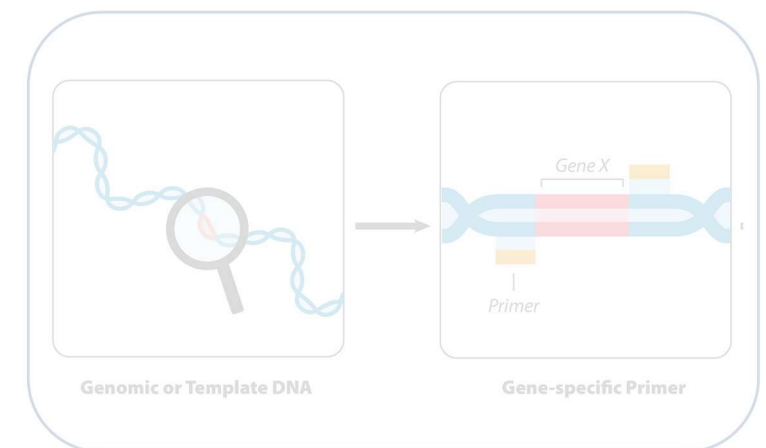 Gene X
Primer
Genomic or Template DNA
Gene-specific Primer